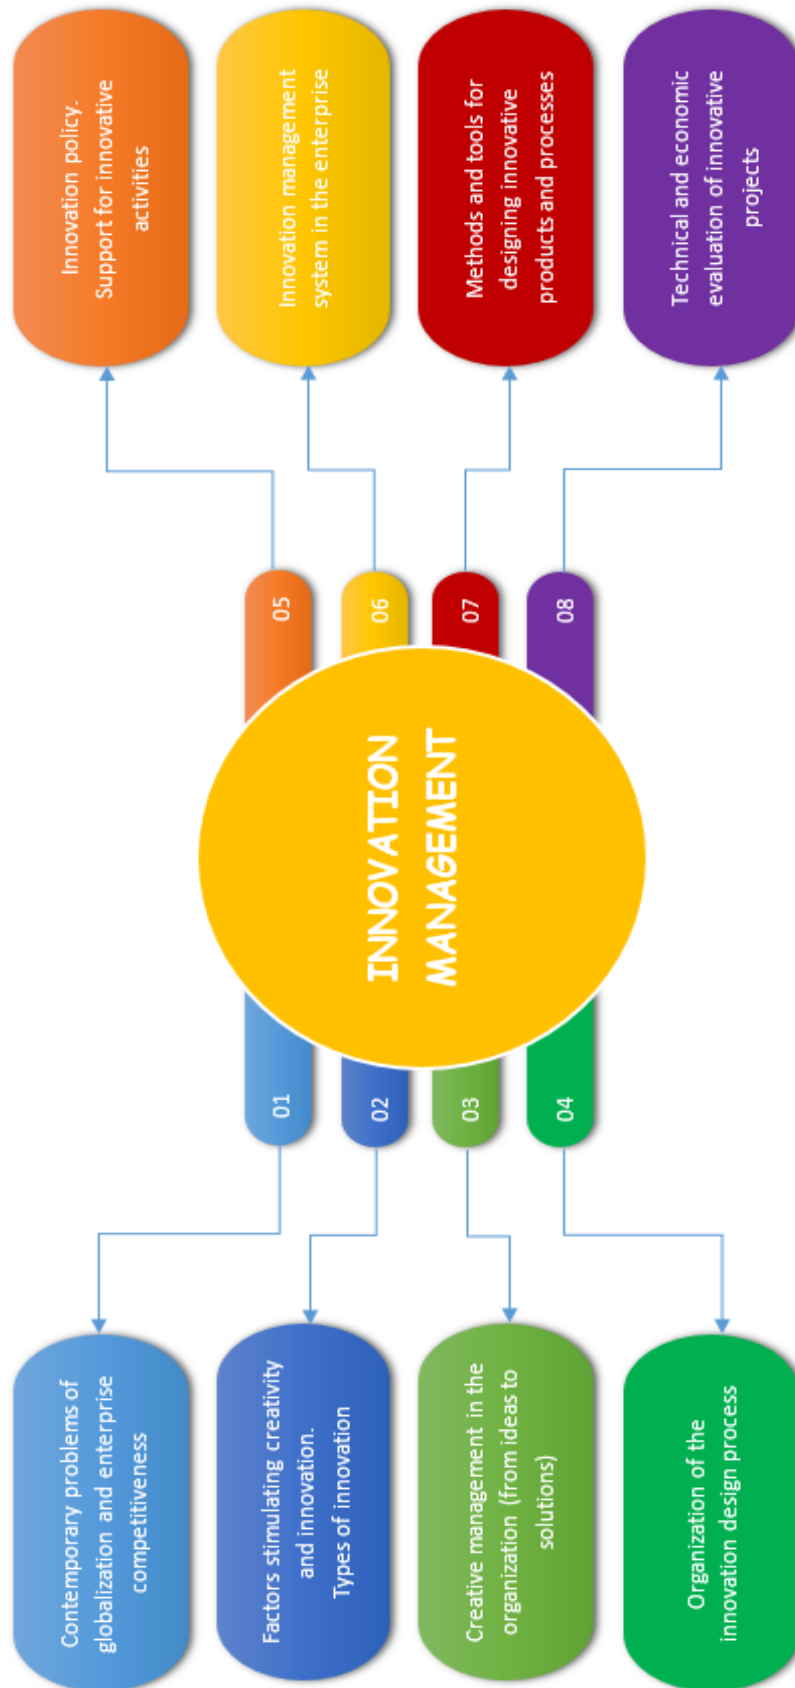 INNOVATION
MANAGEMENT
01
Contemporary problems of
globalization and enterprise
competitiveness
02
Factors stimulating creativity
and innovation.
Types of innovation
03
Creative management in the
organization (from ideas to
solutions)
04
Organization of the
innovation design process
05
Innovation policy.
Support for innovative
activities
06
Innovation management
system in the enterprise
07
Methods and tools for
designing innovative
products and processes
08
Technical and economic
evaluation of innovative
projects